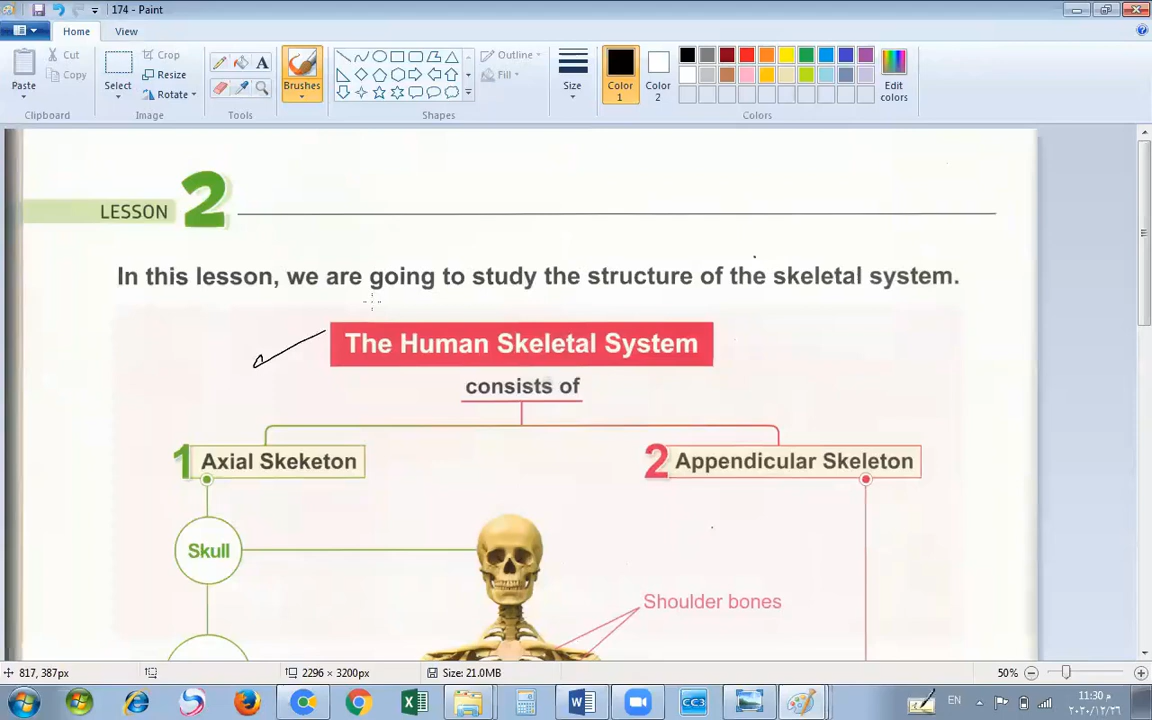 174 - Paint
Home View
Paste
Cut
Copy
Clipboard
Select
Crop
Resize
Rotate
Image
Tools
Brushes
Outline
Fill
Shapes
Size
Color 1
Color 2
Edit colors
Colors
LESSON 2
In this lesson, we are going to study the structure of the skeletal system.
The Human Skeletal System
consists of
1 Axial Skeketon
2 Appendicular Skeleton
Skull
Shoulder bones
817, 387px
2296 × 3200px
Size: 21.0MB
50%
EN
م 11:30
٢٠٢٠/١٢/٢٦